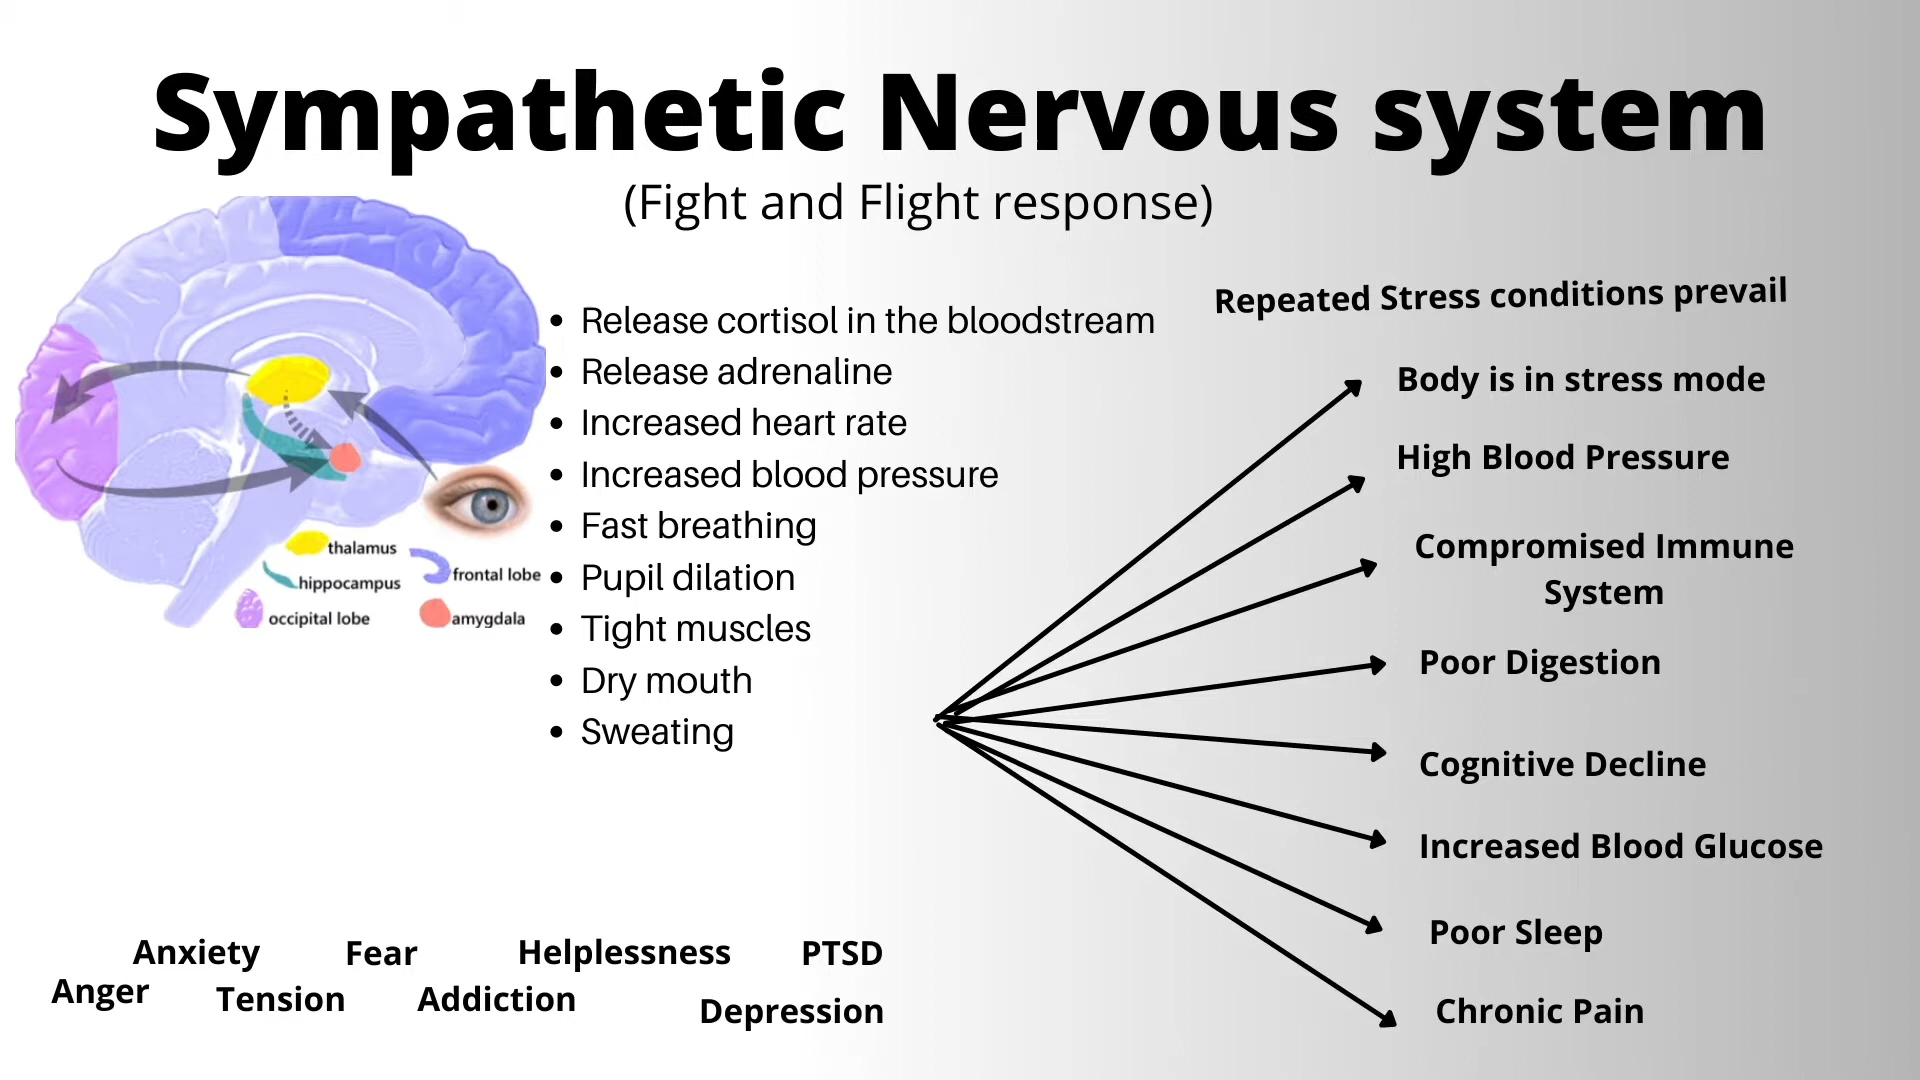 Sympathetic Nervous system
(Fight and Flight response)
thalamus
hippocampus
frontal lobe
occipital lobe
amygdala
• Release cortisol in the bloodstream
• Release adrenaline
• Increased heart rate
• Increased blood pressure
• Fast breathing
• Pupil dilation
• Tight muscles
• Dry mouth
• Sweating
Repeated Stress conditions prevail
Body is in stress mode
High Blood Pressure
Compromised Immune
System
Poor Digestion
Cognitive Decline
Increased Blood Glucose
Poor Sleep
Chronic Pain
Anxiety Fear Helplessness PTSD
Anger Tension Addiction Depression